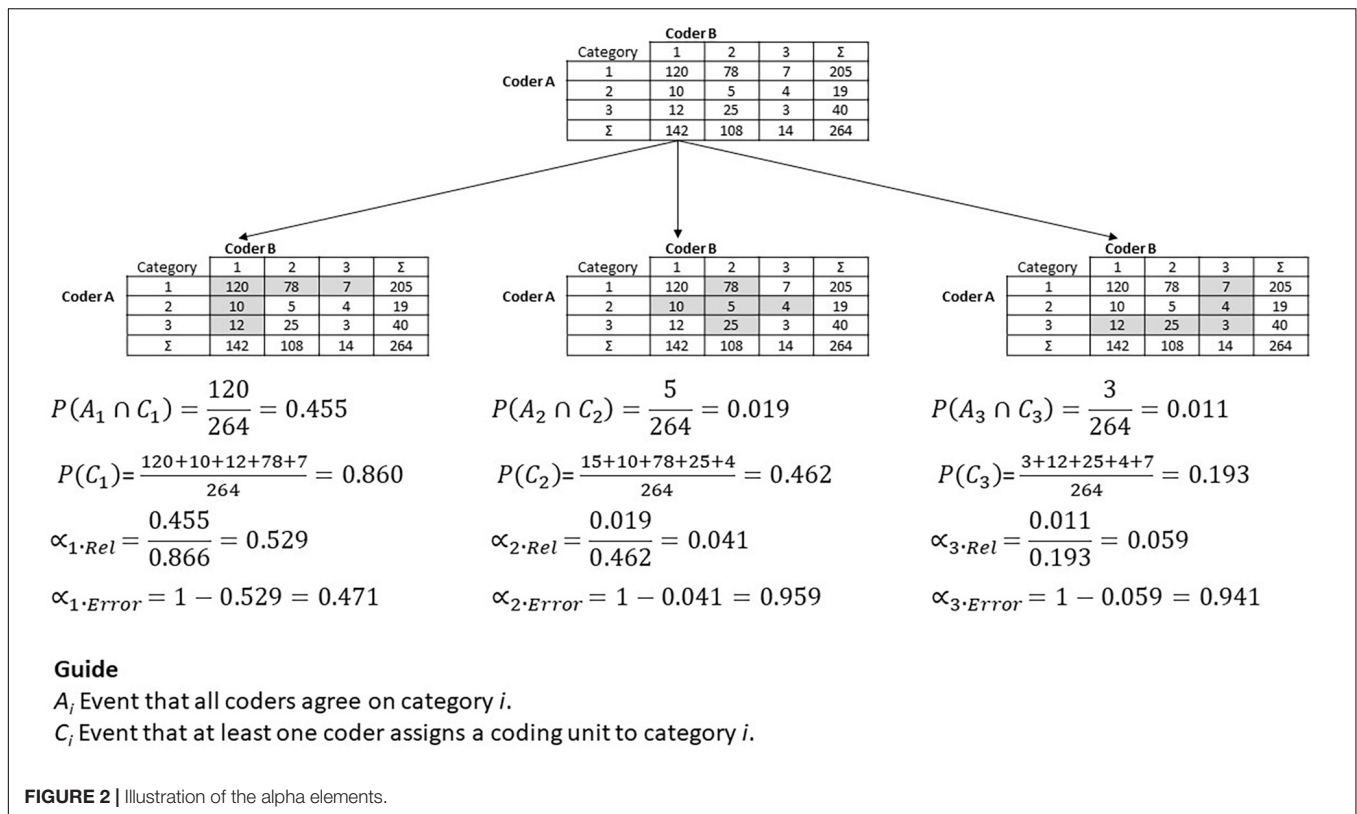 Coder B
Category 1 2 3 Σ
Coder A
1 120 78 7 205
2 10 5 4 19
3 12 25 3 40
Σ 142 108 14 264
Coder B
Category 1 2 3 Σ
Coder A
1 120 78 7 205
2 10 5 4 19
3 12 25 3 40
Σ 142 108 14 264
P(A₁ ∩ C₁) = 120/264 = 0.455
P(C₁)= 120+10+12+78+7/264 = 0.860
∝₁.Rel = 0.455/0.866 = 0.529
∝₁.Error = 1 − 0.529 = 0.471
Coder B
Category 1 2 3 Σ
Coder A
1 120 78 7 205
2 10 5 4 19
3 12 25 3 40
Σ 142 108 14 264
P(A₂ ∩ C₂) = 5/264 = 0.019
P(C₂)= 15+10+78+25+4/264 = 0.462
∝₂.Rel = 0.019/0.462 = 0.041
∝₂.Error = 1 − 0.041 = 0.959
Coder B
Category 1 2 3 Σ
Coder A
1 120 78 7 205
2 10 5 4 19
3 12 25 3 40
Σ 142 108 14 264
P(A₃ ∩ C₃) = 3/264 = 0.011
P(C₃)= 3+12+25+4+7/264 = 0.193
∝₃.Rel = 0.011/0.193 = 0.059
∝₃.Error = 1 − 0.059 = 0.941
Guide
Aᵢ Event that all coders agree on category i.
Cᵢ Event that at least one coder assigns a coding unit to category i.
FIGURE 2 | Illustration of the alpha elements.